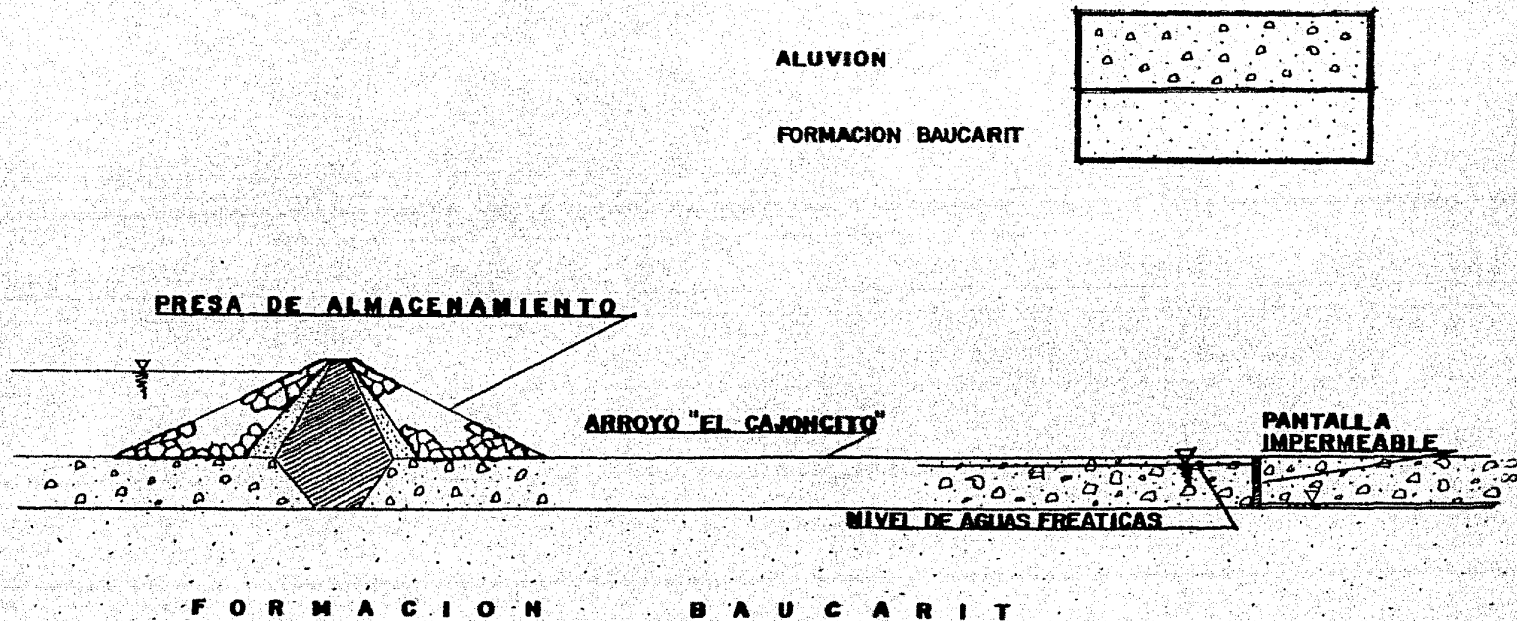 ALUVION
FORMACION BAUCARIT
PRESA DE ALMACENAMIENTO
ARROYO "EL CAJONCITO"
PANTALLA
IMPERMEABLE
NIVEL DE AGUAS FREATICAS
FORMACION BAUCARIT